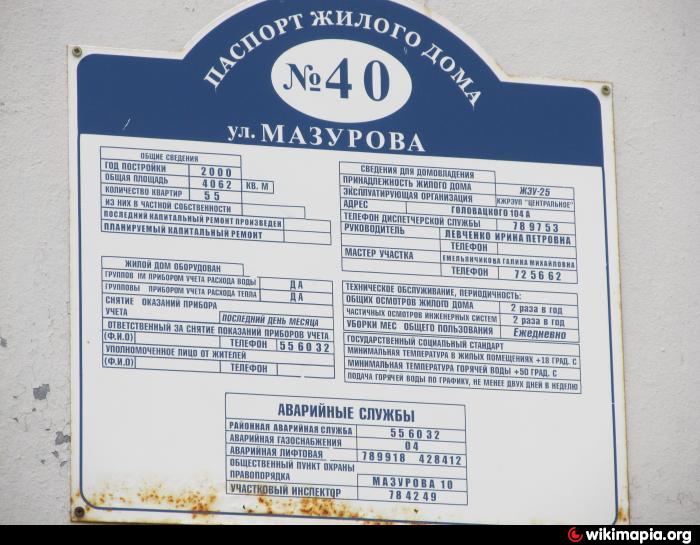 ПАСПОРТ ЖИЛОГО ДОМА
№40
ул. МАЗУРОВА
ОБЩИЕ СВЕДЕНИЯ
ГОД ПОСТРОЙКИ 2000
ОБЩАЯ ПЛОЩАДЬ 4062 КВ. М
КОЛИЧЕСТВО КВАРТИР 55
ИЗ НИХ В ЧАСТНОЙ СОБСТВЕННОСТИ
ПОСЛЕДНИЙ КАПИТАЛЬНЫЙ РЕМОНТ ПРОИЗВЕДЕН
ПЛАНИРУЕМЫЙ КАПИТАЛЬНЫЙ РЕМОНТ
СВЕДЕНИЯ ДЛЯ ДОМОВЛАДЕНИЯ
ПРИНАДЛЕЖНОСТЬ ЖИЛОГО ДОМА ЖЭУ-25
ЭКСПЛУАТИРУЮЩАЯ ОРГАНИЗАЦИЯ КЖРЭУП "ЦЕНТРАЛЬНОЕ"
АДРЕС ГОЛОВАЦКОГО 104 А
ТЕЛЕФОН ДИСПЕТЧЕРСКОЙ СЛУЖБЫ 789753
РУКОВОДИТЕЛЬ ЛЕВЧЕНКО ИРИНА ПЕТРОВНА
ТЕЛЕФОН
МАСТЕР УЧАСТКА ЕМЕЛЬЯНЧИКОВА ГАЛИНА МИХАЙЛОВНА
ТЕЛЕФОН 725662
ЖИЛОЙ ДОМ ОБОРУДОВАН
ГРУППОВ ІМ ПРИБОРОМ УЧЕТА РАСХОДА ВОДЫ ДА
ГРУППОВЫ ПРИБОРОМ УЧЕТА РАСХОДА ТЕПЛА ДА
СНЯТИЕ ОКАЗАНИЙ ПРИБОРА
УЧЕТА ПОСЛЕДНИЙ ДЕНЬ МЕСЯЦА
ОТВЕТСТВЕННЫЙ ЗА СНЯТИЕ ПОКАЗАНИЙ ПРИБОРОВ УЧЕТА
(Ф.И.О) ТЕЛЕФОН 556032
УПОЛНОМОЧЕННОЕ ЛИЦО ОТ ЖИТЕЛЕЙ
(Ф.И.О) ТЕЛЕФОН
ТЕХНИЧЕСКОЕ ОБСЛУЖИВАНИЕ, ПЕРИОДИЧНОСТЬ:
ОБЩИХ ОСМОТРОВ ЖИЛОГО ДОМА 2 раза в год
ЧАСТИЧНЫХ ОСМОТРОВ ИНЖЕНЕРНЫХ СИСТЕМ 2 раза в год
УБОРКИ МЕС ОБЩЕГО ПОЛЬЗОВАНИЯ Ежедневно
ГОСУДАРСТВЕННЫЙ СОЦИАЛЬНЫЙ СТАНДАРТ
МИНИМАЛЬНАЯ ТЕМПЕРАТУРА В ЖИЛЫХ ПОМЕЩЕНИЯХ +18 ГРАД. С
МИНИМАЛЬНАЯ ТЕМПЕРАТУРА ГОРЯЧЕЙ ВОДЫ +50 ГРАД. С
ПОДАЧА ГОРЯЧЕЙ ВОДЫ ПО ГРАФИКУ, НЕ МЕНЕЕ ДВУХ ДНЕЙ В НЕДЕЛЮ
АВАРИЙНЫЕ СЛУЖБЫ
РАЙОННАЯ АВАРИЙНАЯ СЛУЖБА 556032
АВАРИЙНАЯ ГАЗОСНАБЖЕНИЯ 04
АВАРИЙНАЯ ЛИФТОВАЯ 789918 428412
ОБЩЕСТВЕННЫЙ ПУНКТ ОХРАНЫ
ПРАВОПОРЯДКА МАЗУРОВА 10
УЧАСТКОВЫЙ ИНСПЕКТОР 784249
wikimapia.org